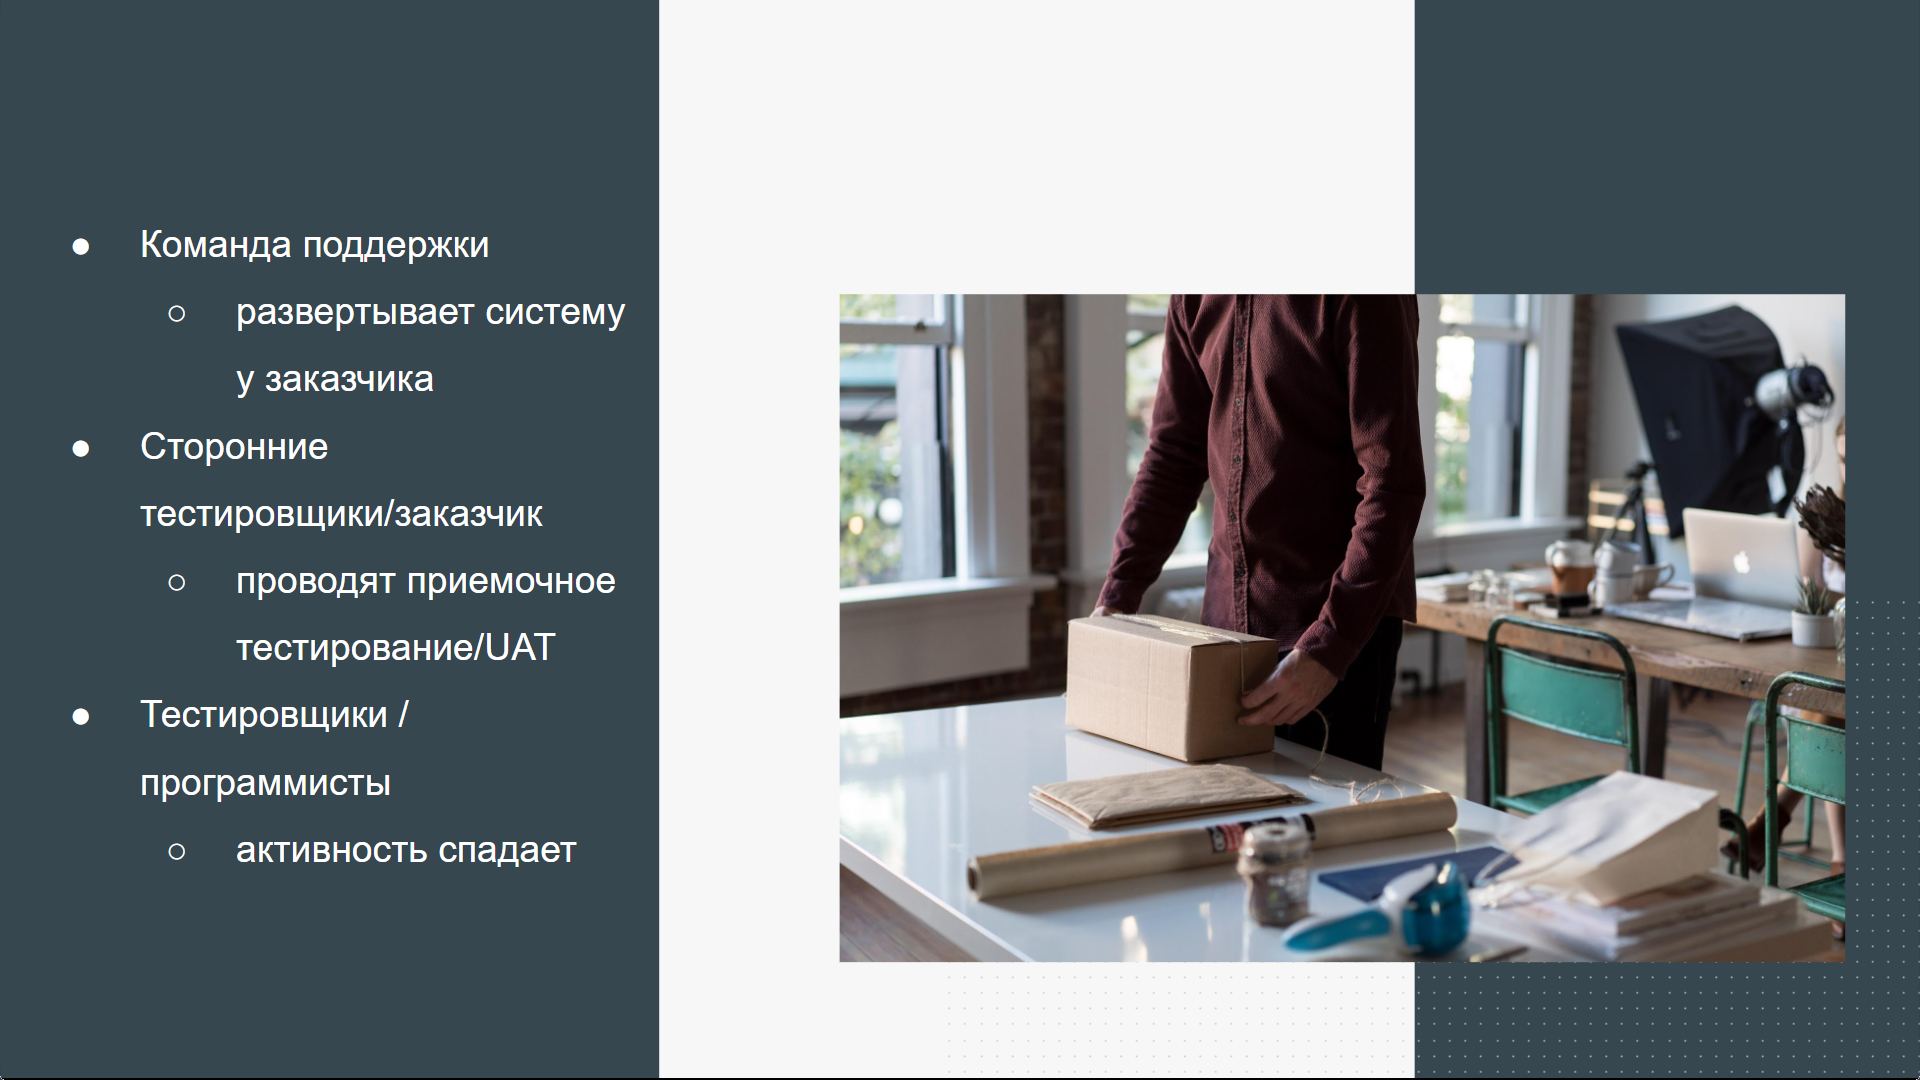 ● Команда поддержки
○ развертывает систему
у заказчика
● Сторонние
тестировщики/заказчик
○ проводят приемочное
тестирование/UAT
● Тестировщики /
программисты
○ активность спадает